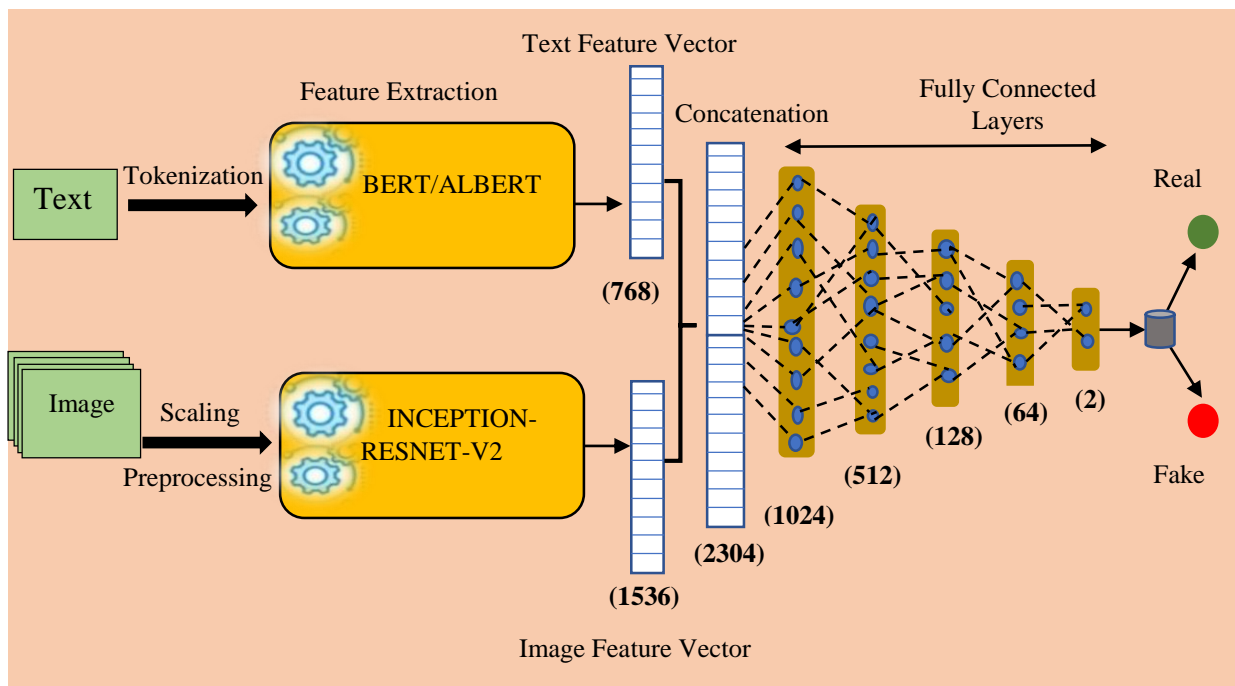 Text Feature Vector
Feature Extraction
Fully Connected
Layers
Concatenation
Text
Tokenization
BERT/ALBERT
Real
(768)
Image
Scaling
Preprocessing
INCEPTION-
RESNET-V2
(2)
(64)
(128)
(512)
(1024)
(2304)
(1536)
Fake
Image Feature Vector